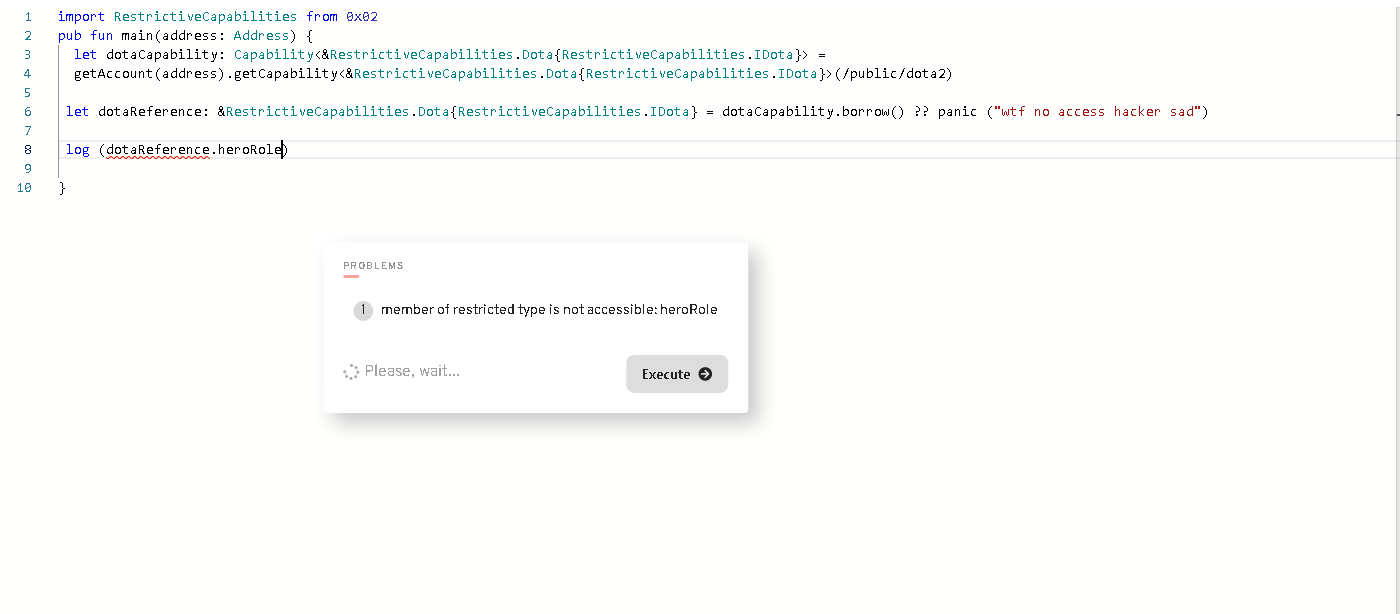 1 import RestrictiveCapabilities from 0x02
2 pub fun main(address: Address) {
3 let dotaCapability: Capability<&RestrictiveCapabilities.Dota{RestrictiveCapabilities.IDota}> =
4 getAccount(address).getCapability<&RestrictiveCapabilities.Dota{RestrictiveCapabilities.IDota}>(/public/dota2)
5
6 let dotaReference: &RestrictiveCapabilities.Dota{RestrictiveCapabilities.IDota} = dotaCapability.borrow() ?? panic ("wtf no access hacker sad")
7
8 log (dotaReference.heroRole)
9
10 }
PROBLEMS
1 member of restricted type is not accessible: heroRole
Please, wait...
Execute